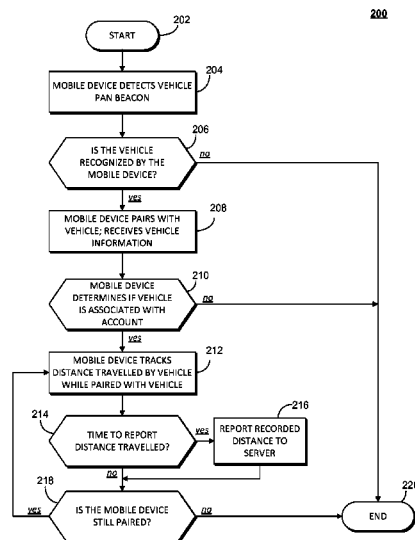 200
202
START
204
MOBILE DEVICE DETECTS VEHICLE
PAN BEACON
206
IS THE VEHICLE
RECOGNIZED BY THE
MOBILE DEVICE?
no
yes
208
MOBILE DEVICE PAIRS WITH
VEHICLE; RECEIVES VEHICLE
INFORMATION
210
MOBILE DEVICE
DETERMINES IF VEHICLE
IS ASSOCIATED WITH
ACCOUNT
no
yes
212
MOBILE DEVICE TRACKS
DISTANCE TRAVELLED BY VEHICLE
WHILE PAIRED WITH VEHICLE
214
TIME TO REPORT
DISTANCE TRAVELLED?
yes
216
REPORT RECORDED
DISTANCE TO
SERVER
no
218
IS THE MOBILE DEVICE
STILL PAIRED?
yes
no
220
END